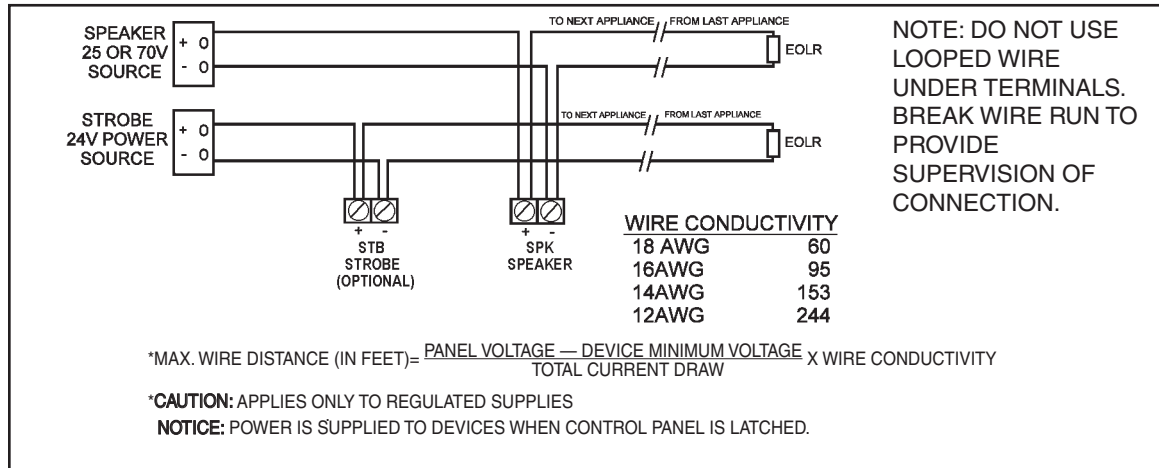 SPEAKER
25 OR 70V
SOURCE
+ O
- O
TO NEXT APPLIANCE
FROM LAST APPLIANCE
EOLR
STROBE
24V POWER
SOURCE
+ O
- O
TO NEXT APPLIANCE
FROM LAST APPLIANCE
EOLR
+ -
STB
STROBE
(OPTIONAL)
+ -
SPK
SPEAKER
NOTE: DO NOT USE
LOOPED WIRE
UNDER TERMINALS.
BREAK WIRE RUN TO
PROVIDE
SUPERVISION OF
CONNECTION.
WIRE CONDUCTIVITY
18 AWG 60
16AWG 95
14AWG 153
12AWG 244
*MAX. WIRE DISTANCE (IN FEET)= PANEL VOLTAGE — DEVICE MINIMUM VOLTAGE X WIRE CONDUCTIVITY
TOTAL CURRENT DRAW
*CAUTION: APPLIES ONLY TO REGULATED SUPPLIES
NOTICE: POWER IS SUPPLIED TO DEVICES WHEN CONTROL PANEL IS LATCHED.